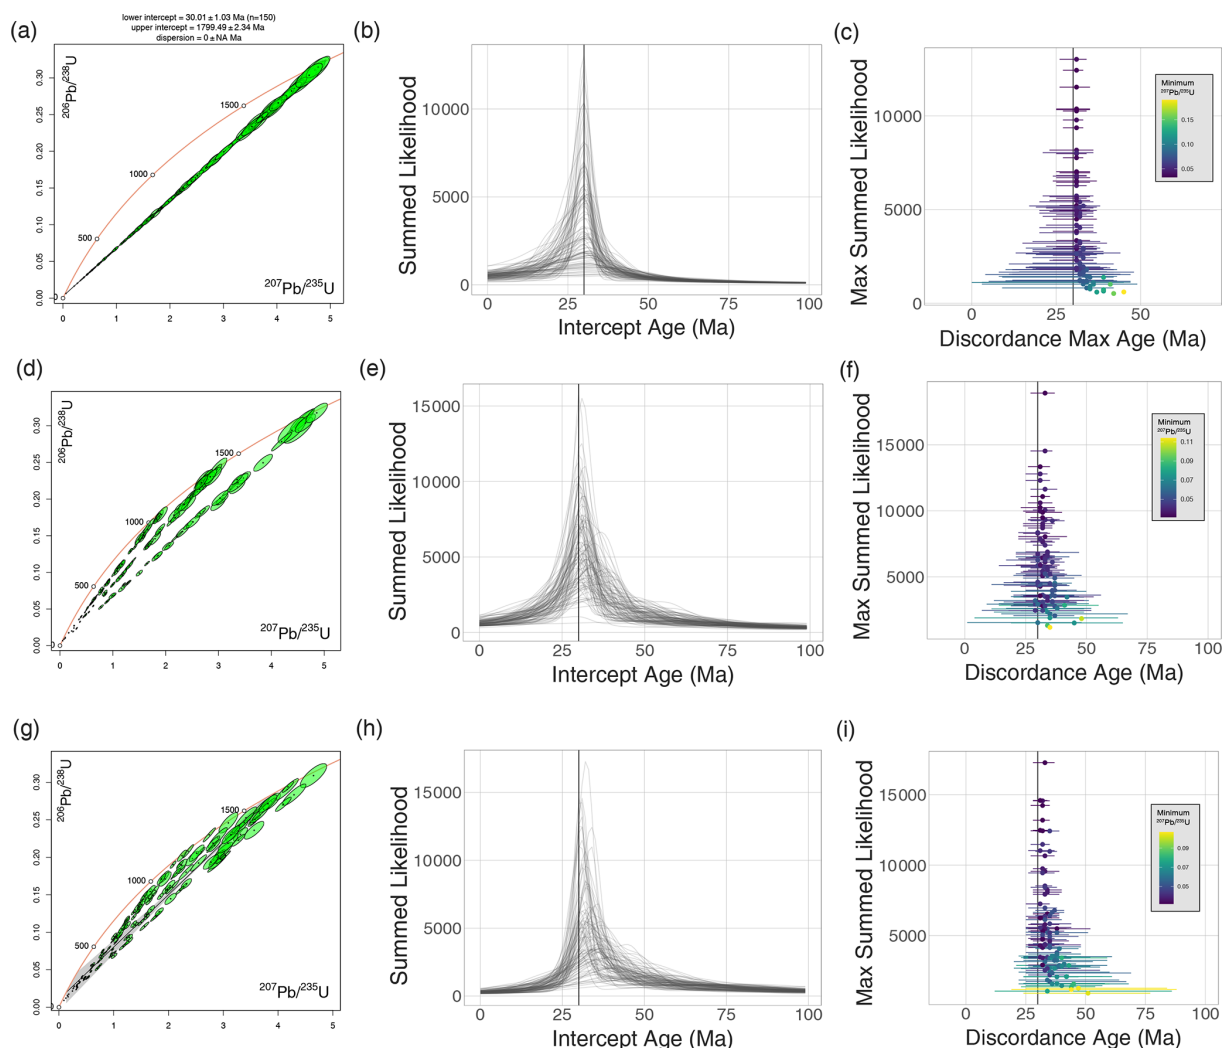 (a)
lower intercept = 30.01 ± 1.03 Ma (n=150)
upper intercept = 1799.49 ± 2.34 Ma
dispersion = 0 ± NA Ma
206Pb/238U
0.00
0.05
0.10
0.15
0.20
0.25
0.30
0
500
1000
1500
207Pb/235U
0
1
2
3
4
5
(b)
Summed Likelihood
10000
5000
0
0
25
50
75
100
Intercept Age (Ma)
(c)
Max Summed Likelihood
10000
5000
0
Minimum
207Pb/235U
0.15
0.10
0.05
0
25
50
Discordance Max Age (Ma)
(d)
206Pb/238U
0.00
0.05
0.10
0.15
0.20
0.25
0.30
500
1000
1500
207Pb/235U
0
1
2
3
4
5
(e)
Summed Likelihood
15000
10000
5000
0
0
25
50
75
100
Intercept Age (Ma)
(f)
Max Summed Likelihood
15000
10000
5000
Minimum
207Pb/235U
0.11
0.09
0.07
0.05
0
25
50
75
100
Discordance Age (Ma)
(g)
206Pb/238U
0.00
0.05
0.10
0.15
0.20
0.25
0.30
500
1000
1500
207Pb/235U
0
1
2
3
4
5
(h)
Summed Likelihood
15000
10000
5000
0
0
25
50
75
100
Intercept Age (Ma)
(i)
Max Summed Likelihood
15000
10000
5000
Minimum
207Pb/235U
0.09
0.07
0.05
0
25
50
75
100
Discordance Age (Ma)